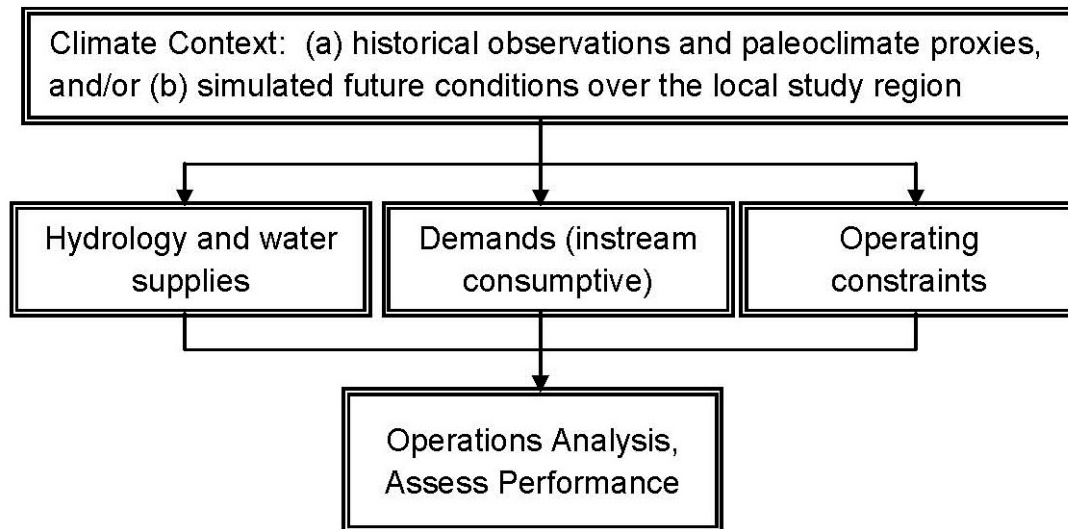 Climate Context:  (a) historical observations and paleoclimate proxies,
and/or (b) simulated future conditions over the local study region
Hydrology and water
supplies
Demands (instream
consumptive)
Operating
constraints
Operations Analysis,
Assess Performance